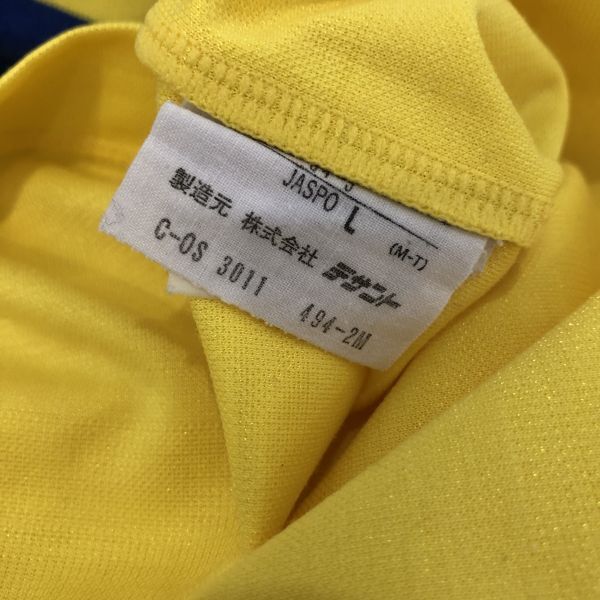 JASPO L (M-T)
製造元 株式会社 デサント
C-OS 3011 494-2M